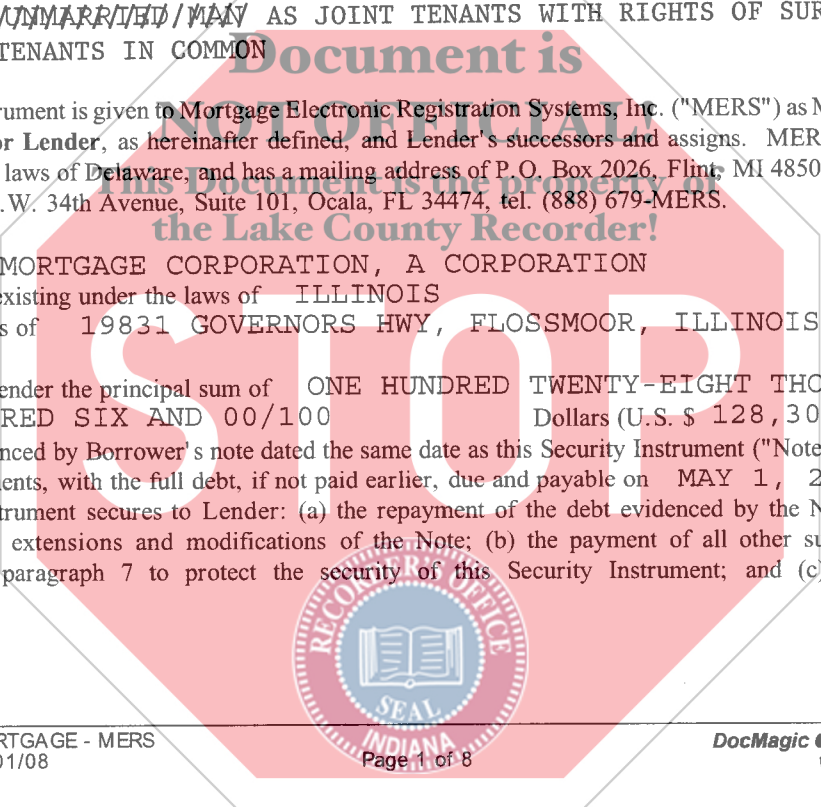 /UNMARRIED/MAN AS JOINT TENANTS WITH RIGHTS OF SUR
TENANTS IN COMMON
Document is
rument is given to Mortgage Electronic Registration Systems, Inc. ("MERS") as M
NOT OFFICIAL!
or Lender, as hereinafter defined, and Lender's successors and assigns. MER
laws of Delaware, and has a mailing address of P.O. Box 2026, Flint, MI 4850
This Document is the property of
.W. 34th Avenue, Suite 101, Ocala, FL 34474, tel. (888) 679-MERS.
the Lake County Recorder!
MORTGAGE CORPORATION, A CORPORATION
existing under the laws of ILLINOIS
s of 19831 GOVERNORS HWY, FLOSSMOOR, ILLINOIS
STOP
ender the principal sum of ONE HUNDRED TWENTY-EIGHT THO
RED SIX AND 00/100 Dollars (U.S. $ 128,30
nced by Borrower's note dated the same date as this Security Instrument ("Note
ents, with the full debt, if not paid earlier, due and payable on MAY 1, 2
trument secures to Lender: (a) the repayment of the debt evidenced by the N
extensions and modifications of the Note; (b) the payment of all other su
paragraph 7 to protect the security of this Security Instrument; and (c)
RECORDER'S OFFICE
SEAL
INDIANA
RTGAGE - MERS
DocMagic
01/08
Page 1 of 8